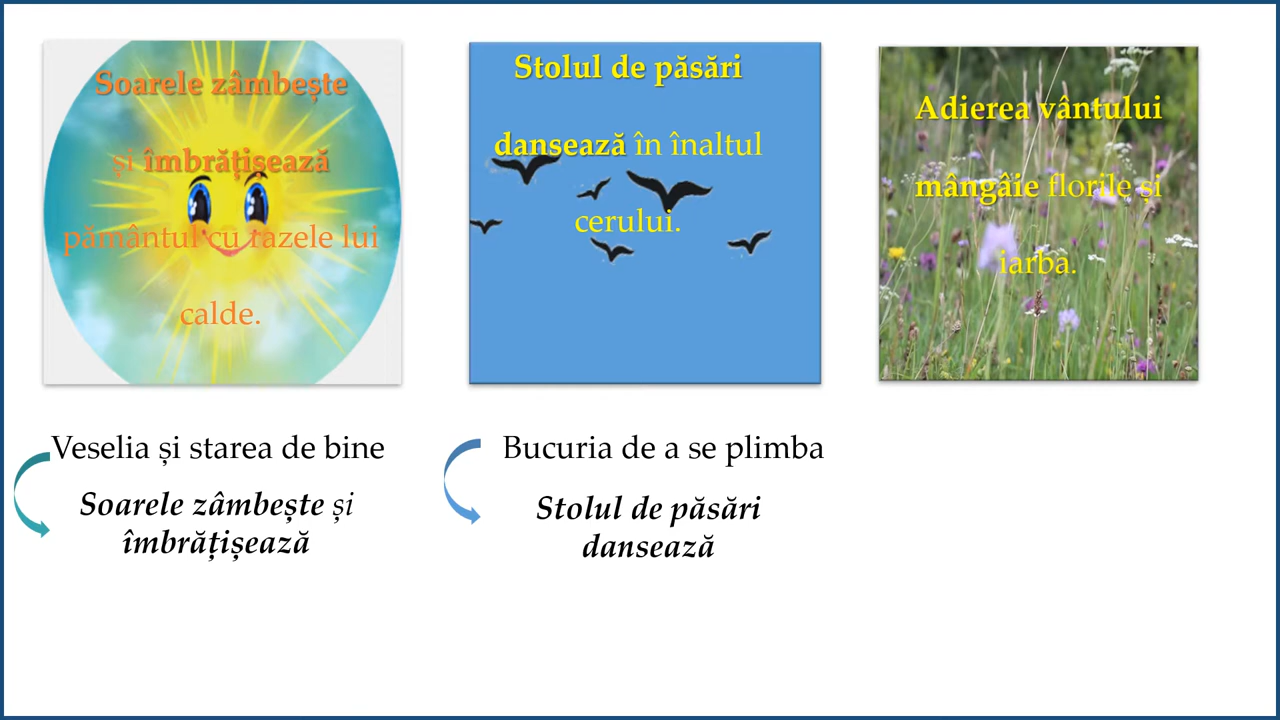 Soarele zâmbește
și îmbrățișează
pământul cu razele lui
calde.
Stolul de păsări
dansează în înaltul
cerului.
Adierea vântului
mângâie florile și
iarba.
Veselia și starea de bine
Soarele zâmbește și
îmbrățișează
Bucuria de a se plimba
Stolul de păsări
dansează